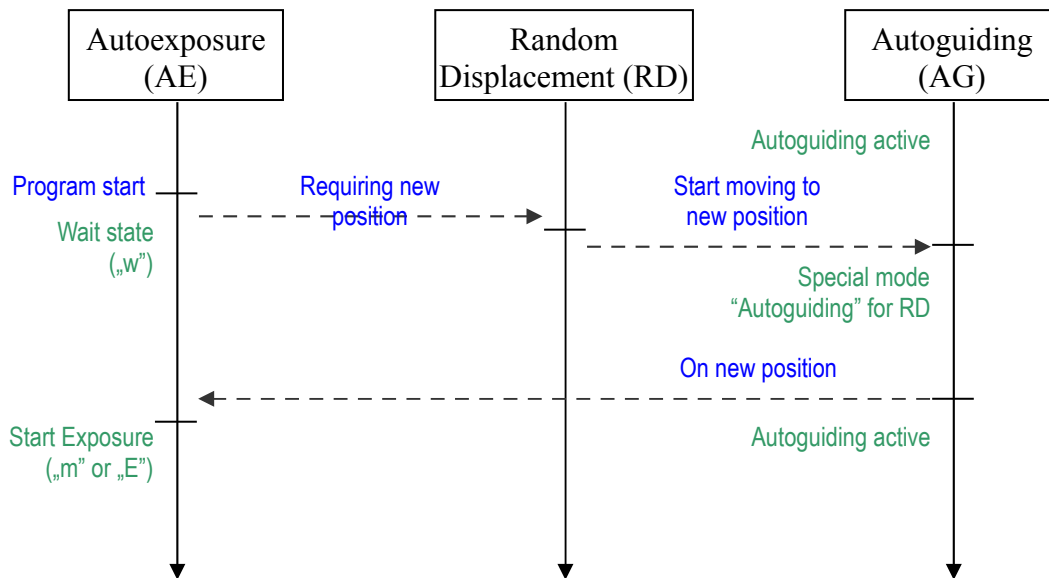 Autoexposure
(AE)
Random
Displacement (RD)
Autoguiding
(AG)
Autoguiding active
Program start
Requiring new
position
Start moving to
new position
Wait state
(„w”)
Special mode
“Autoguiding” for RD
On new position
Start Exposure
(„m” or „E”)
Autoguiding active